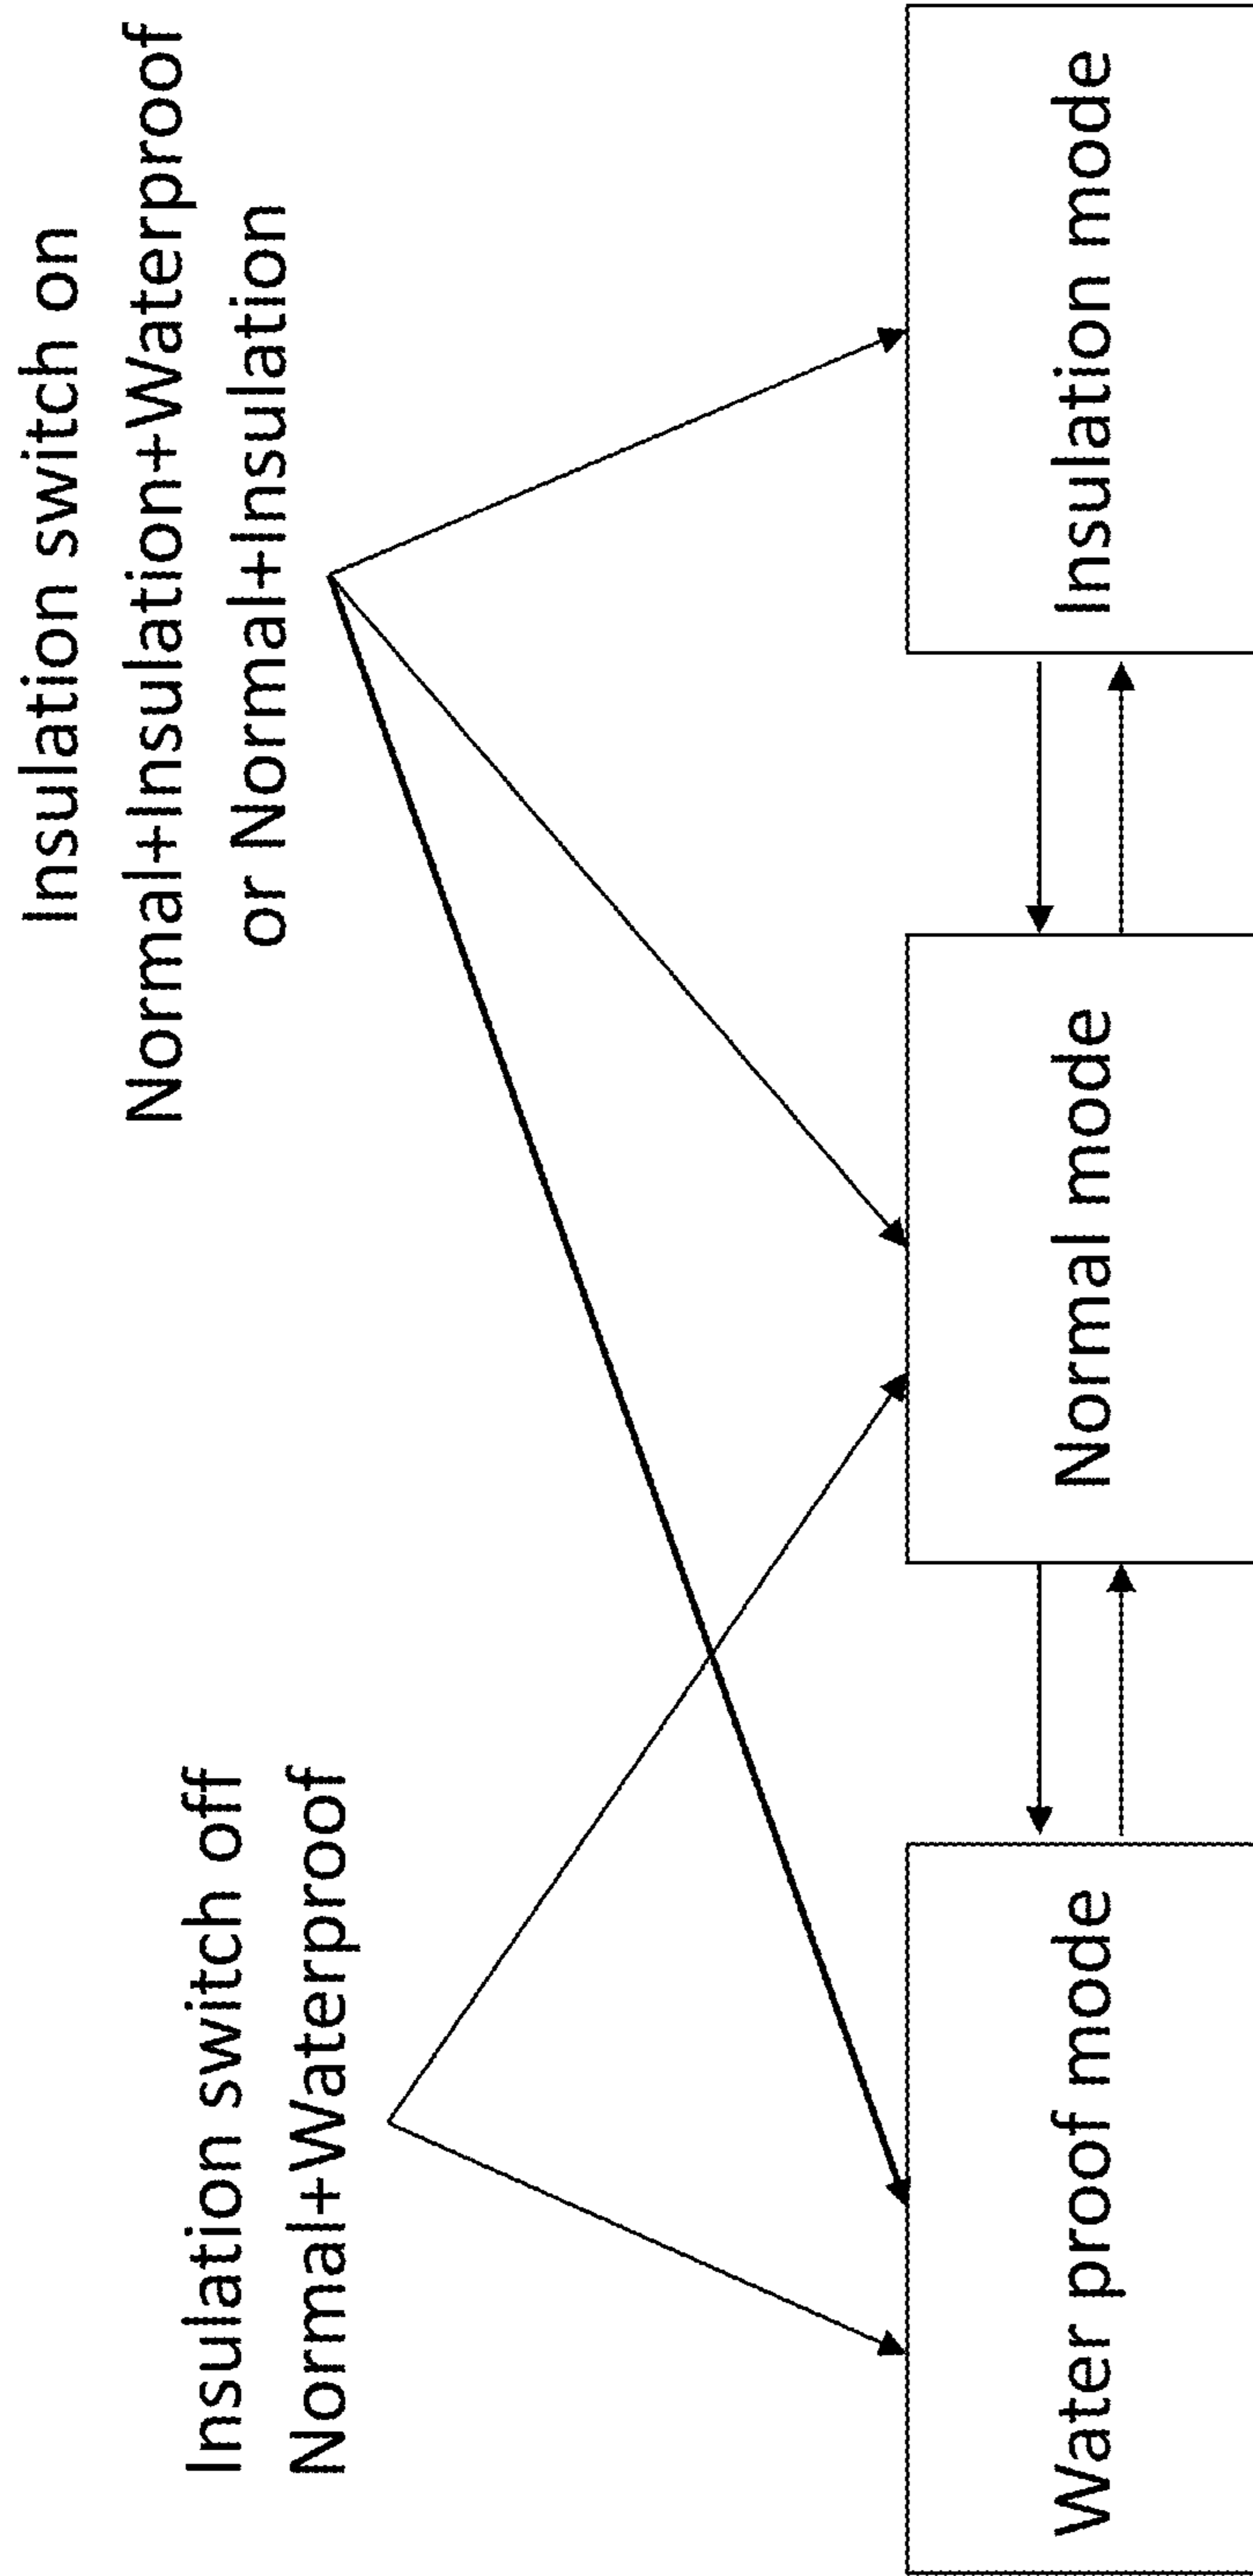 Insulation switch off
Normal+Waterproof
Insulation switch on
Normal+Insulation+Waterproof
or Normal+Insulation
Water proof mode
Normal mode
Insulation mode